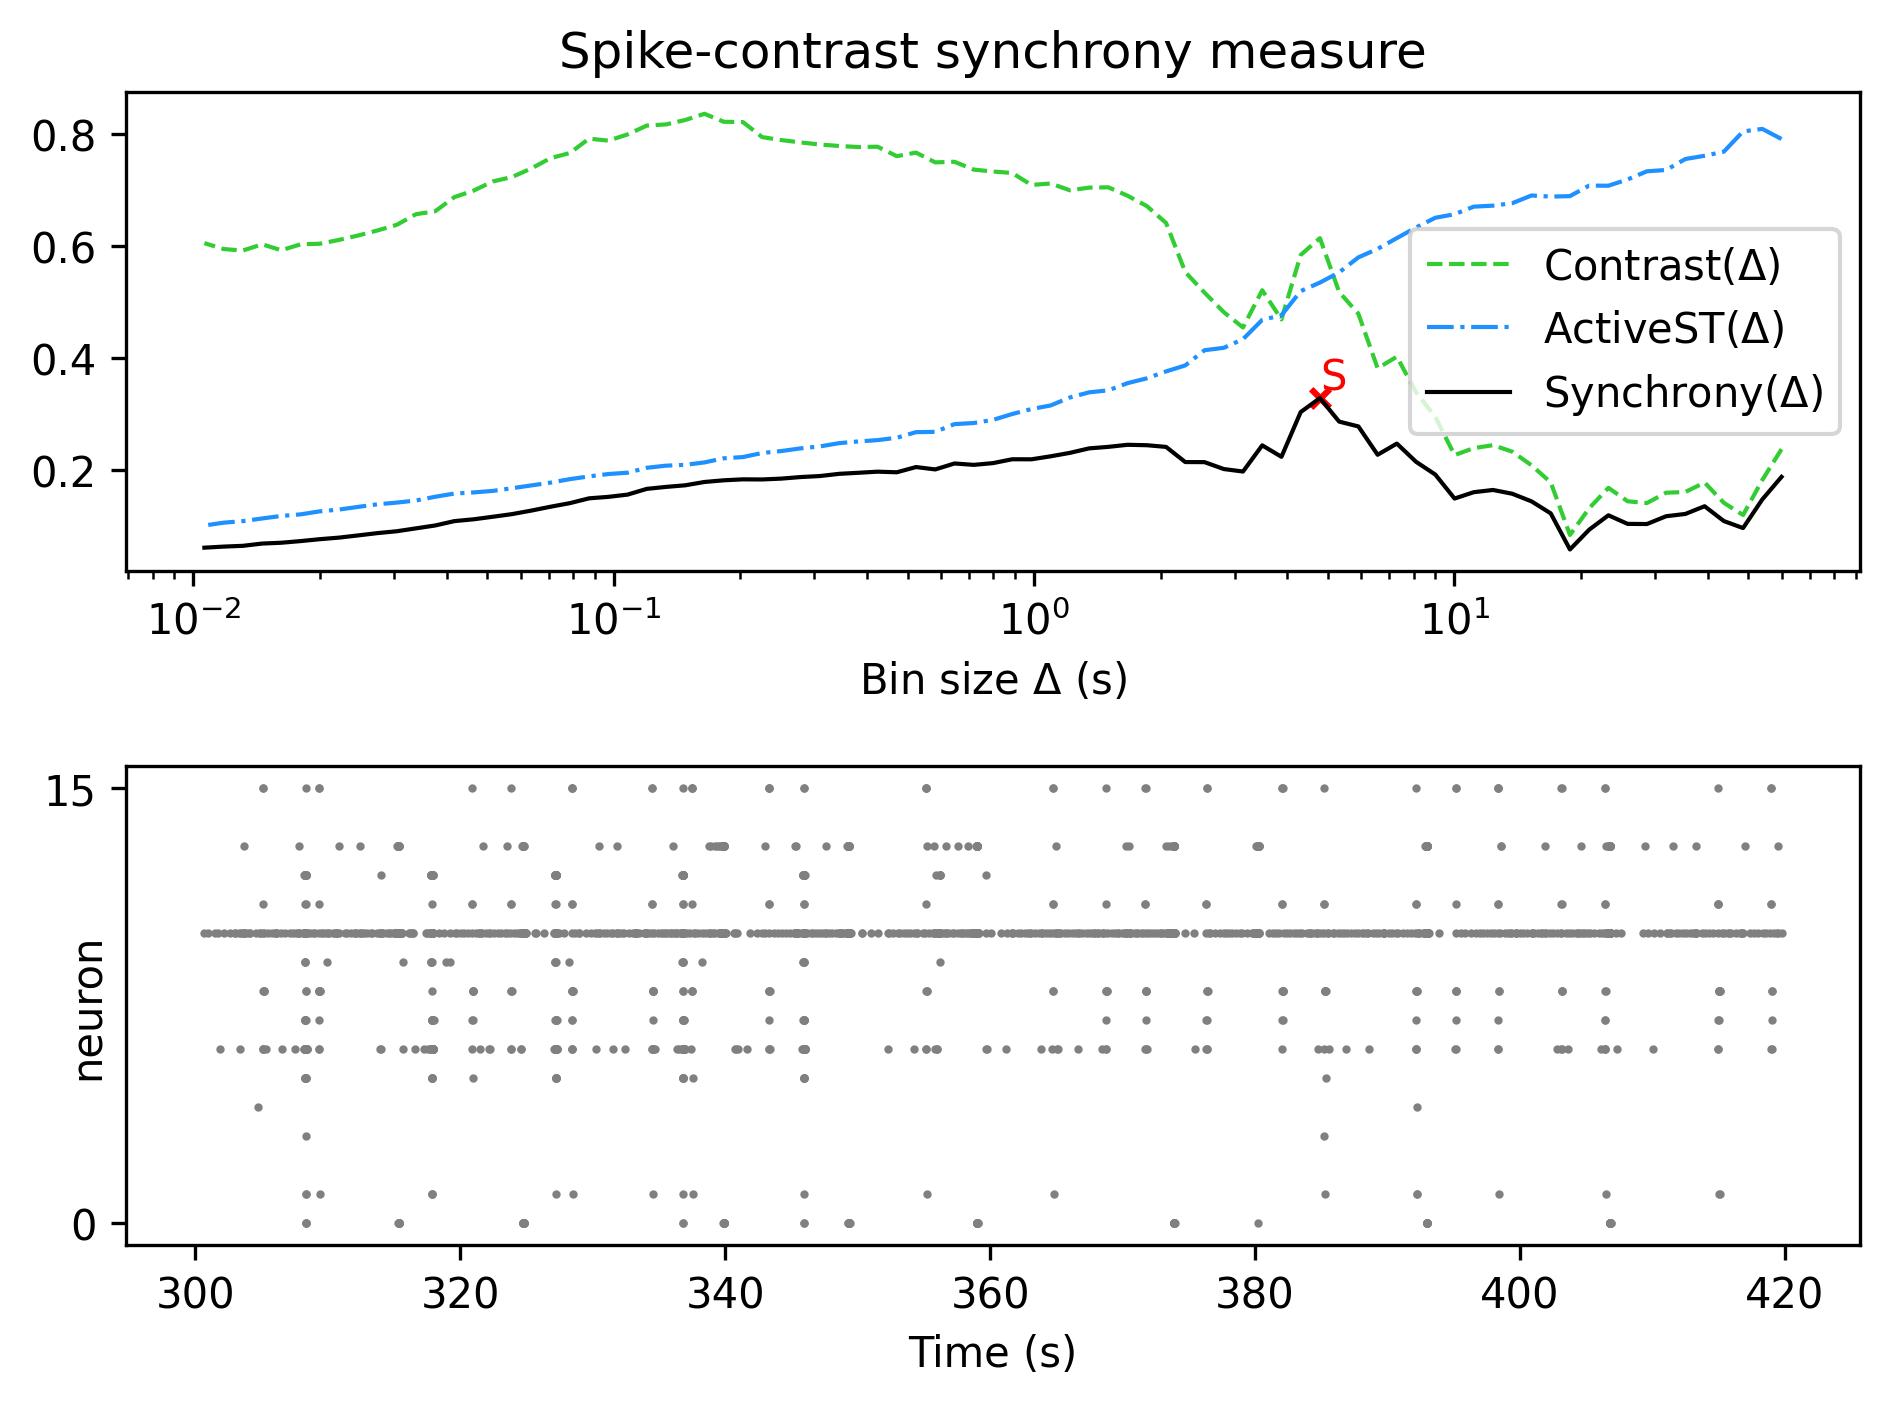 Spike-contrast synchrony measure
0.8
0.6
0.4
0.2
S
Contrast(Δ)
ActiveST(Δ)
Synchrony(Δ)
10⁻² 10⁻¹ 10⁰ 10¹
Bin size Δ (s)
15
0
neuron
300 320 340 360 380 400 420
Time (s)